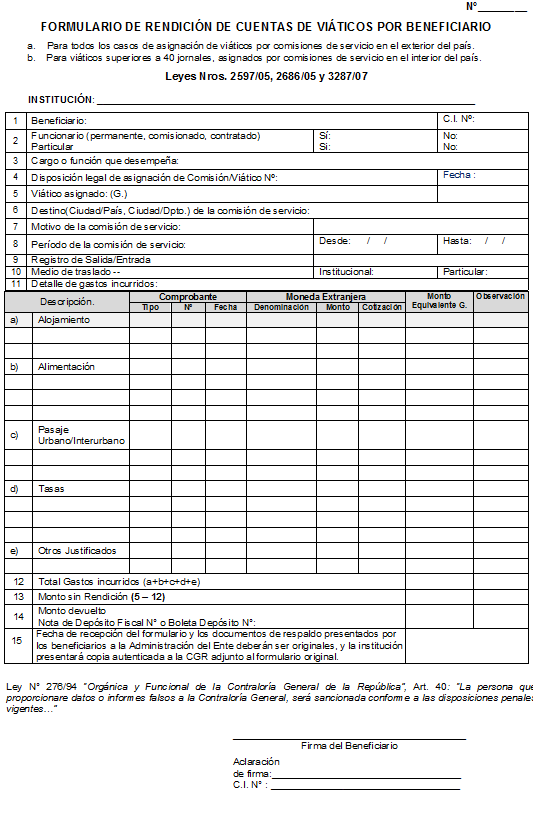 Nº_________
FORMULARIO DE RENDICIÓN DE CUENTAS DE VIÁTICOS POR BENEFICIARIO
a. Para todos los casos de asignación de viáticos por comisiones de servicio en el exterior del país.
b. Para viáticos superiores a 40 jornales, asignados por comisiones de servicio en el interior del país.
Leyes Nros. 2597/05, 2686/05 y 3287/07
INSTITUCIÓN: ______________________________________________
1 Beneficiario: C.I. Nº:
2 Funcionario (permanente, comisionado, contratado) Sí: No:
Particular Si: No:
3 Cargo o función que desempeña:
4 Disposición legal de asignación de Comisión/Viático Nº: Fecha :
5 Viático asignado: (G.)
6 Destino(Ciudad/País, Ciudad/Dpto.) de la comisión de servicio:
7 Motivo de la comisión de servicio:
8 Período de la comisión de servicio: Desde: / / Hasta: / /
9 Registro de Salida/Entrada
10 Medio de traslado -- Institucional: Particular:
11 Detalle de gastos incurridos:
Descripción. Comprobante Moneda Extranjera Monto Equivalente G. Observación
Tipo Nº Fecha Denominación Monto Cotización
a) Alojamiento
b) Alimentación
c) Pasaje
Urbano/Interurbano
d) Tasas
e) Otros Justificados
12 Total Gastos incurridos (a+b+c+d+e)
13 Monto sin Rendición (5 – 12)
14 Monto devuelto
Nota de Depósito Fiscal N° o Boleta Depósito N°:
15 Fecha de recepción del formulario y los documentos de respaldo presentados por
los beneficiarios a la Administración del Ente deberán ser originales, y la institución
presentará copia autenticada a la CGR adjunto al formulario original.
Ley N° 276/94 "Orgánica y Funcional de la Contraloría General de la República", Art. 40: "La persona que
proporcionare datos o informes falsos a la Contraloría General, será sancionada conforme a las disposiciones penales
vigentes..."
Firma del Beneficiario
Aclaración
de firma:______________________________
C.I. N° : ______________________________